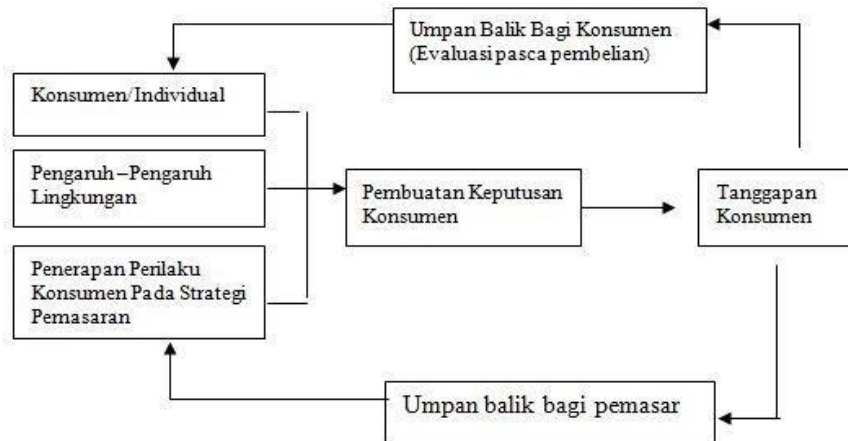 Umpan Balik Bagi Konsumen
(Evaluasi pasca pembelian)
Konsumen/Individual
Pengaruh –Pengaruh
Lingkungan
Pembuatan Keputusan
Konsumen
Tanggapan
Konsumen
Penerapan Perilaku
Konsumen Pada Strategi
Pemasaran
Umpan balik bagi pemasar